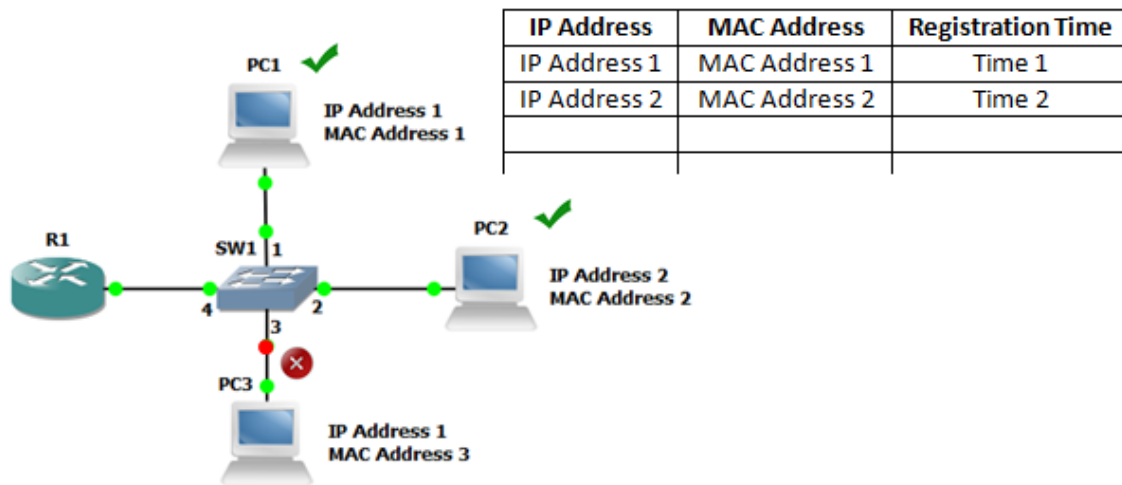 IP Address MAC Address Registration Time
IP Address 1 MAC Address 1 Time 1
IP Address 2 MAC Address 2 Time 2
PC1
IP Address 1
MAC Address 1
R1
SW1
1
PC2
IP Address 2
MAC Address 2
4
2
3
PC3
IP Address 1
MAC Address 3